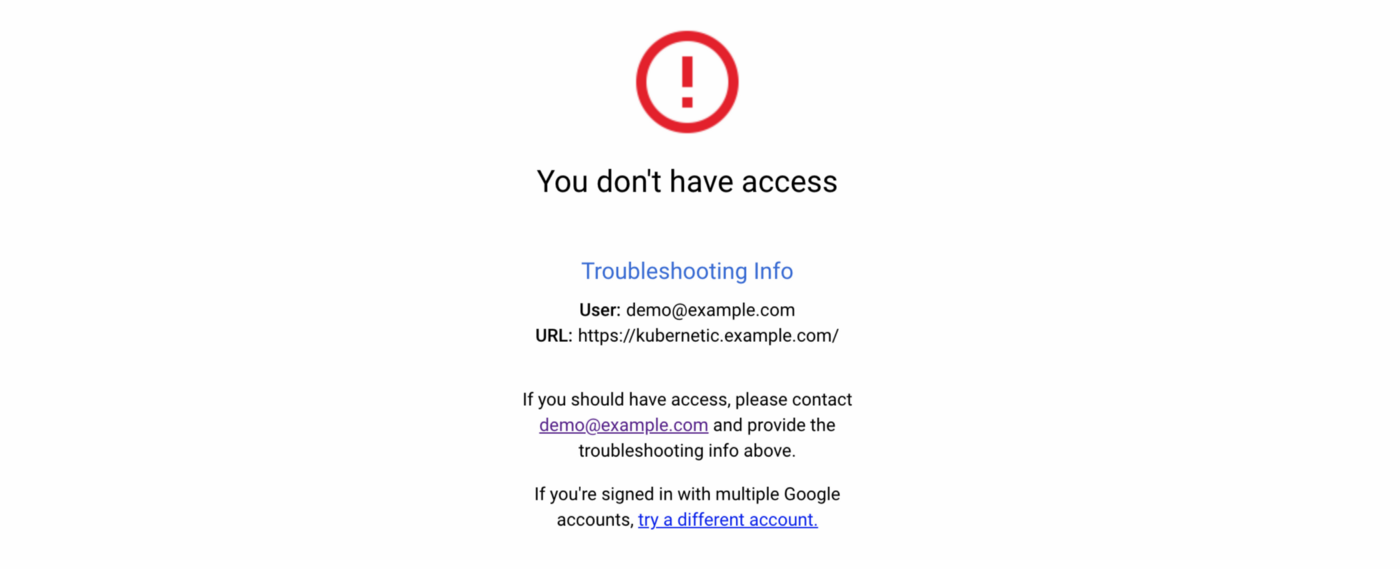 You don't have access
Troubleshooting Info
User: demo@example.com
URL: https://kubernetic.example.com/
If you should have access, please contact
demo@example.com and provide the
troubleshooting info above.
If you're signed in with multiple Google
accounts, try a different account.